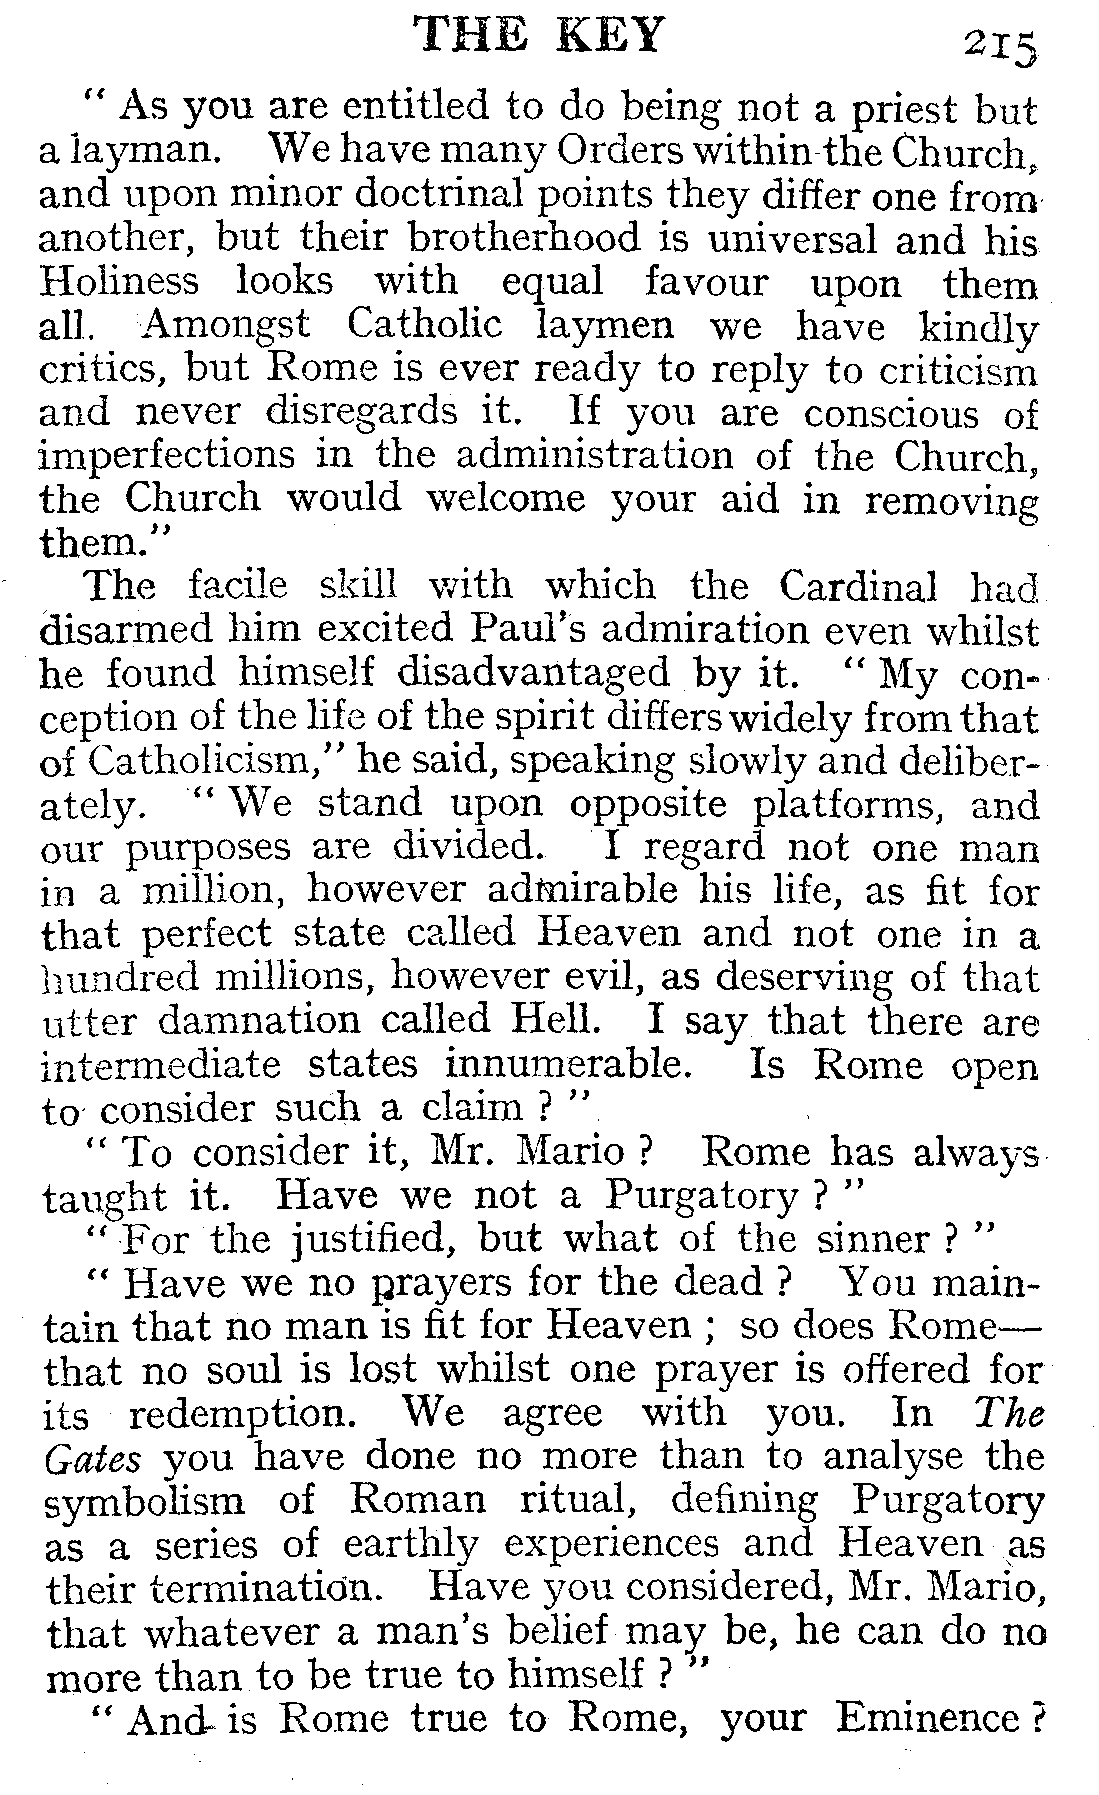 THE KEY 215
“ As you are entitled to do being not a priest but
a layman. We have many Orders within the Church,
and upon minor doctrinal points they differ one from
another, but their brotherhood is universal and his
Holiness looks with equal favour upon them
all. Amongst Catholic laymen we have kindly
critics, but Rome is ever ready to reply to criticism
and never disregards it. If you are conscious of
imperfections in the administration of the Church,
the Church would welcome your aid in removing
them.”
The facile skill with which the Cardinal had
disarmed him excited Paul’s admiration even whilst
he found himself disadvantaged by it. “ My con-
ception of the life of the spirit differs widely from that
of Catholicism,” he said, speaking slowly and deliber-
ately. “ We stand upon opposite platforms, and
our purposes are divided. I regard not one man
in a million, however admirable his life, as fit for
that perfect state called Heaven and not one in a
hundred millions, however evil, as deserving of that
utter damnation called Hell. I say that there are
intermediate states innumerable. Is Rome open
to consider such a claim ? ”
“ To consider it, Mr. Mario ? Rome has always
taught it. Have we not a Purgatory ? ”
“ For the justified, but what of the sinner ? ”
“ Have we no prayers for the dead ? You main-
tain that no man is fit for Heaven ; so does Rome—
that no soul is lost whilst one prayer is offered for
its redemption. We agree with you. In The
Gates you have done no more than to analyse the
symbolism of Roman ritual, defining Purgatory
as a series of earthly experiences and Heaven as
their termination. Have you considered, Mr. Mario,
that whatever a man’s belief may be, he can do no
more than to be true to himself ? ”
“ And is Rome true to Rome, your Eminence ?